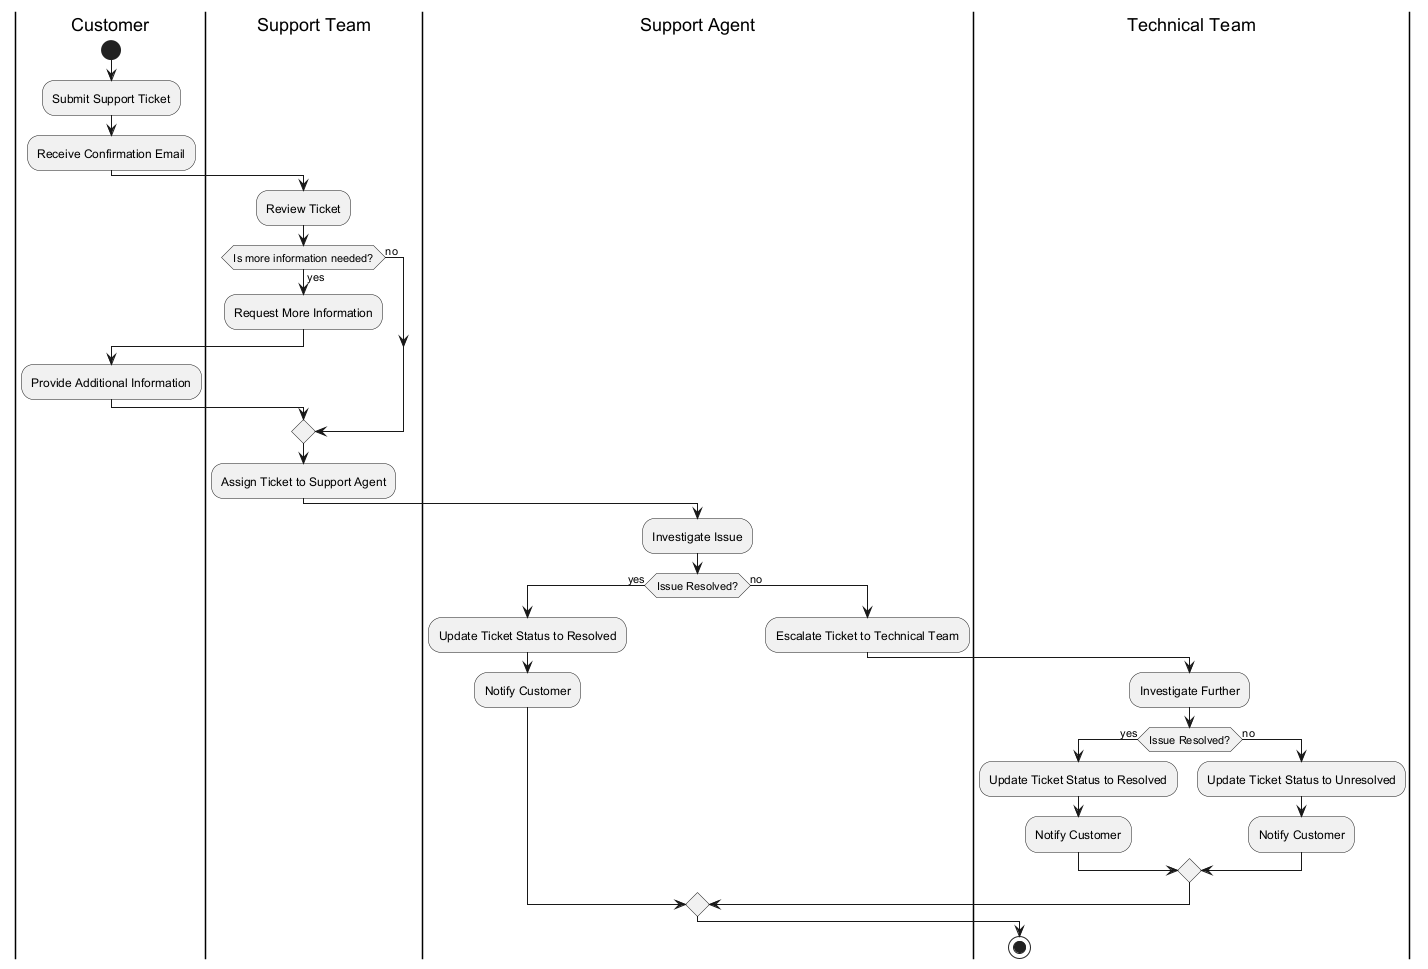 Customer
Support Team
Support Agent
Technical Team
Submit Support Ticket
Receive Confirmation Email
Review Ticket
Is more information needed?
no
yes
Request More Information
Provide Additional Information
Assign Ticket to Support Agent
Investigate Issue
yes
Issue Resolved?
no
Update Ticket Status to Resolved
Escalate Ticket to Technical Team
Notify Customer
Investigate Further
yes
Issue Resolved?
no
Update Ticket Status to Resolved
Update Ticket Status to Unresolved
Notify Customer
Notify Customer